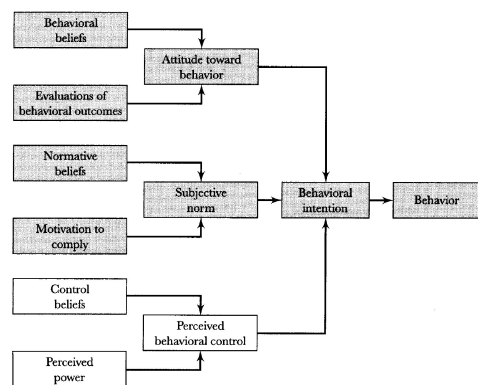 Behavioral
beliefs
Attitude toward
behavior
Evaluations of
behavioral outcomes
Normative
beliefs
Subjective
norm
Behavioral
intention
Behavior
Motivation to
comply
Control
beliefs
Perceived
behavioral control
Perceived
power